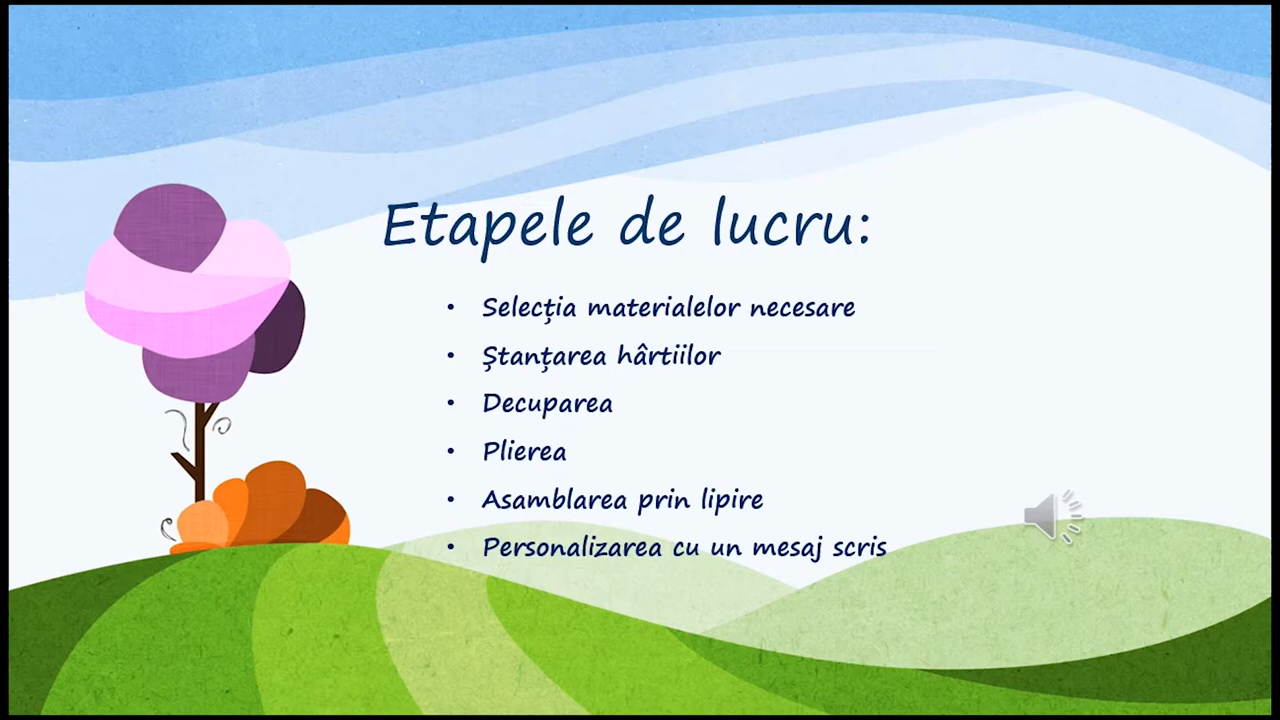 Etapele de lucru:
• Selecția materialelor necesare
• Ștanțarea hârtiilor
• Decuparea
• Plierea
• Asamblarea prin lipire
• Personalizarea cu un mesaj scris